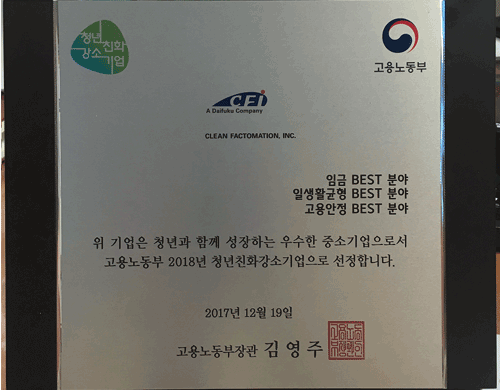 청년
친화
강소
기업
고용노동부
CFI
A Daifuku Company
CLEAN FACTOMATION, INC.
임금 BEST 분야
일생활균형 BEST 분야
고용안정 BEST 분야
위 기업은 청년과 함께 성장하는 우수한 중소기업으로서
고용노동부 2018년 청년친화강소기업으로 선정합니다.
2017년 12월 19일
고용노동부장관 김영주